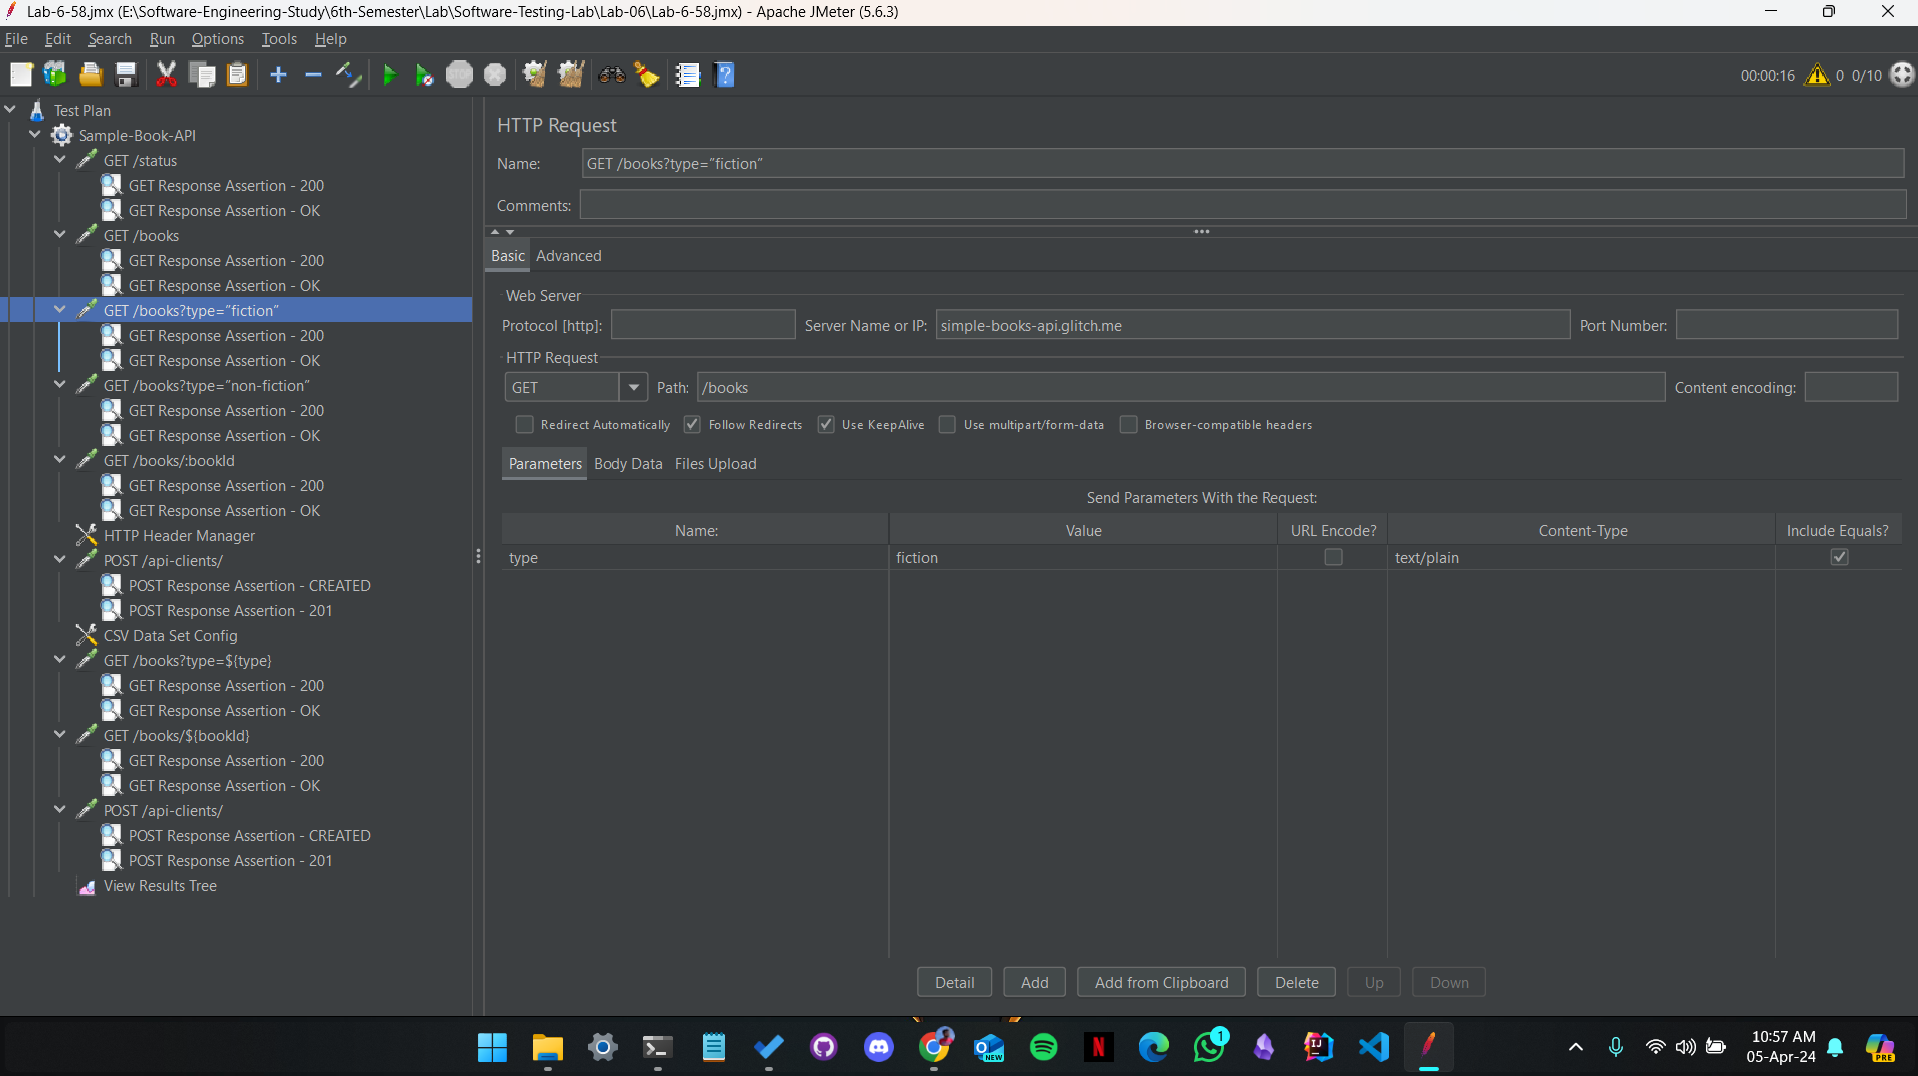 Lab-6-58.jmx (E:\Software-Engineering-Study\6th-Semester\Lab\Software-Testing-Lab\Lab-06\Lab-6-58.jmx) - Apache JMeter (5.6.3)
File Edit Search Run Options Tools Help
STOP
00:00:16 0 0/10
Test Plan
Sample-Book-API
GET /status
GET Response Assertion - 200
GET Response Assertion - OK
GET /books
GET Response Assertion - 200
GET Response Assertion - OK
GET /books?type=“fiction”
GET Response Assertion - 200
GET Response Assertion - OK
GET /books?type=“non-fiction”
GET Response Assertion - 200
GET Response Assertion - OK
GET /books/:bookId
GET Response Assertion - 200
GET Response Assertion - OK
HTTP Header Manager
POST /api-clients/
POST Response Assertion - CREATED
POST Response Assertion - 201
CSV Data Set Config
GET /books?type=${type}
GET Response Assertion - 200
GET Response Assertion - OK
GET /books/${bookId}
GET Response Assertion - 200
GET Response Assertion - OK
POST /api-clients/
POST Response Assertion - CREATED
POST Response Assertion - 201
View Results Tree
HTTP Request
Name: GET /books?type=“fiction”
Comments:
Basic Advanced
Web Server
Protocol [http]: Server Name or IP: simple-books-api.glitch.me Port Number:
HTTP Request
GET Path: /books Content encoding:
Redirect Automatically Follow Redirects Use KeepAlive Use multipart/form-data Browser-compatible headers
Parameters Body Data Files Upload
Send Parameters With the Request:
Name: Value URL Encode? Content-Type Include Equals?
type fiction text/plain
Detail Add Add from Clipboard Delete Up Down
NEW
N
1
IJ
10:57 AM
05-Apr-24
PRE